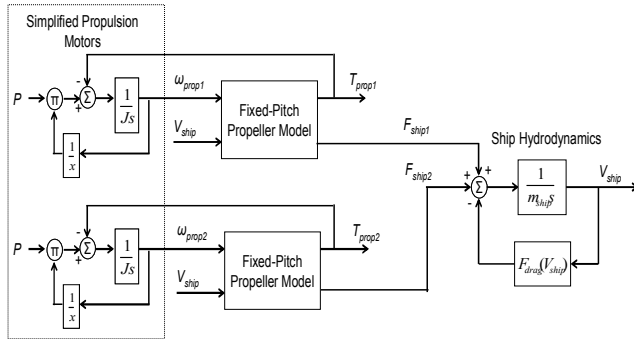 Simplified Propulsion
Motors
P
π
-
Σ
+
1
Js
1
x
ω_prop1
V_ship
Fixed-Pitch
Propeller Model
T_prop1
F_ship1
F_ship2
P
π
-
Σ
+
1
Js
1
x
ω_prop2
V_ship
Fixed-Pitch
Propeller Model
T_prop2
Ship Hydrodynamics
+
+
Σ
-
1
m_ship s
V_ship
F_drag(V_ship)